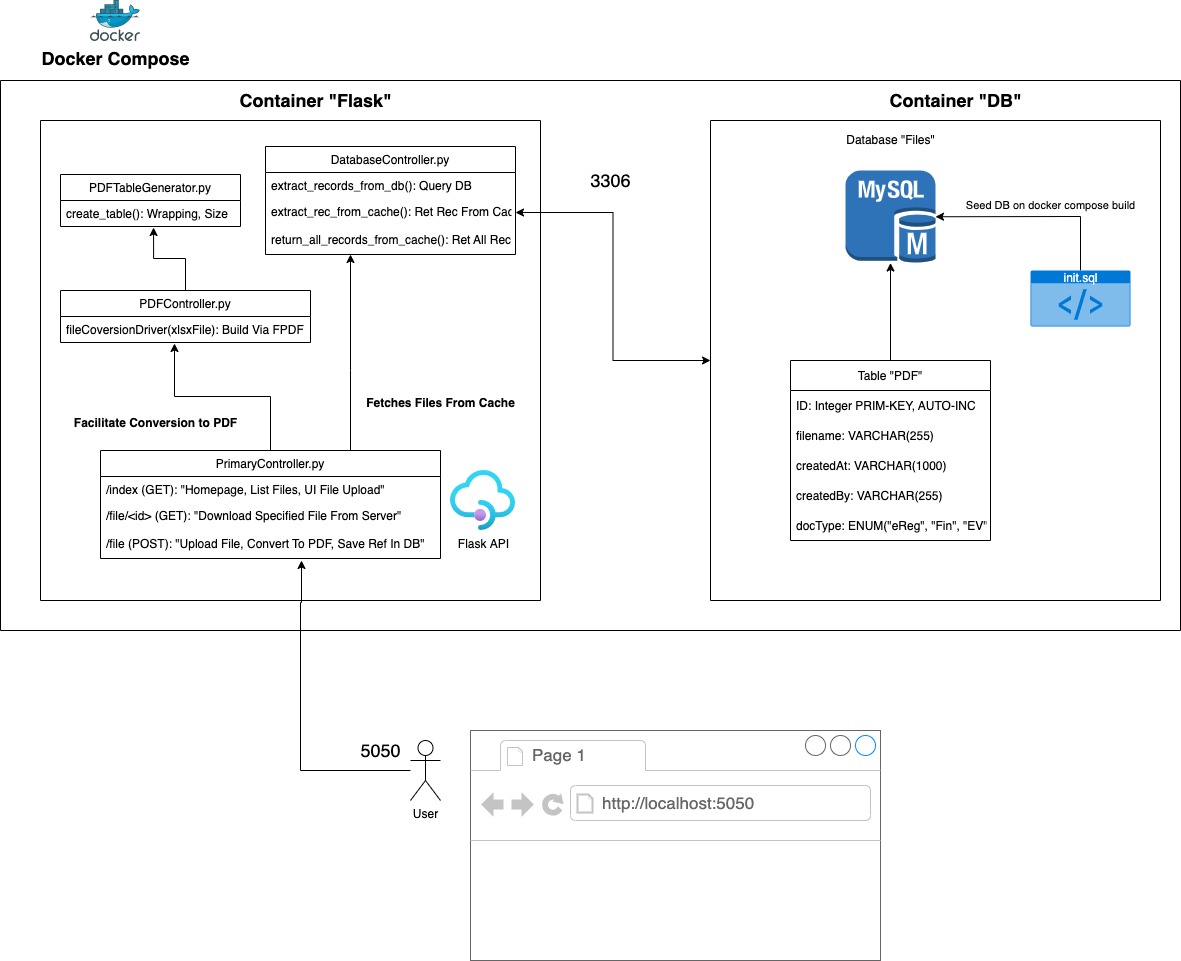 docker
Docker Compose
Container "Flask"
DatabaseController.py
extract_records_from_db(): Query DB
extract_rec_from_cache(): Ret Rec From Cac
return_all_records_from_cache(): Ret All Rec
PDFTableGenerator.py
create_table(): Wrapping, Size
PDFController.py
fileCoversionDriver(xlsxFile): Build Via FPDF
Facilitate Conversion to PDF
Fetches Files From Cache
PrimaryController.py
/index (GET): "Homepage, List Files, UI File Upload"
/file/<id> (GET): "Download Specified File From Server"
/file (POST): "Upload File, Convert To PDF, Save Ref In DB"
Flask API
3306
Container "DB"
Database "Files"
MySQL
M
Seed DB on docker compose build
init.sql
</>
Table "PDF"
ID: Integer PRIM-KEY, AUTO-INC
filename: VARCHAR(255)
createdAt: VARCHAR(1000)
createdBy: VARCHAR(255)
docType: ENUM("eReg", "Fin", "EV"
5050
User
Page 1
http://localhost:5050